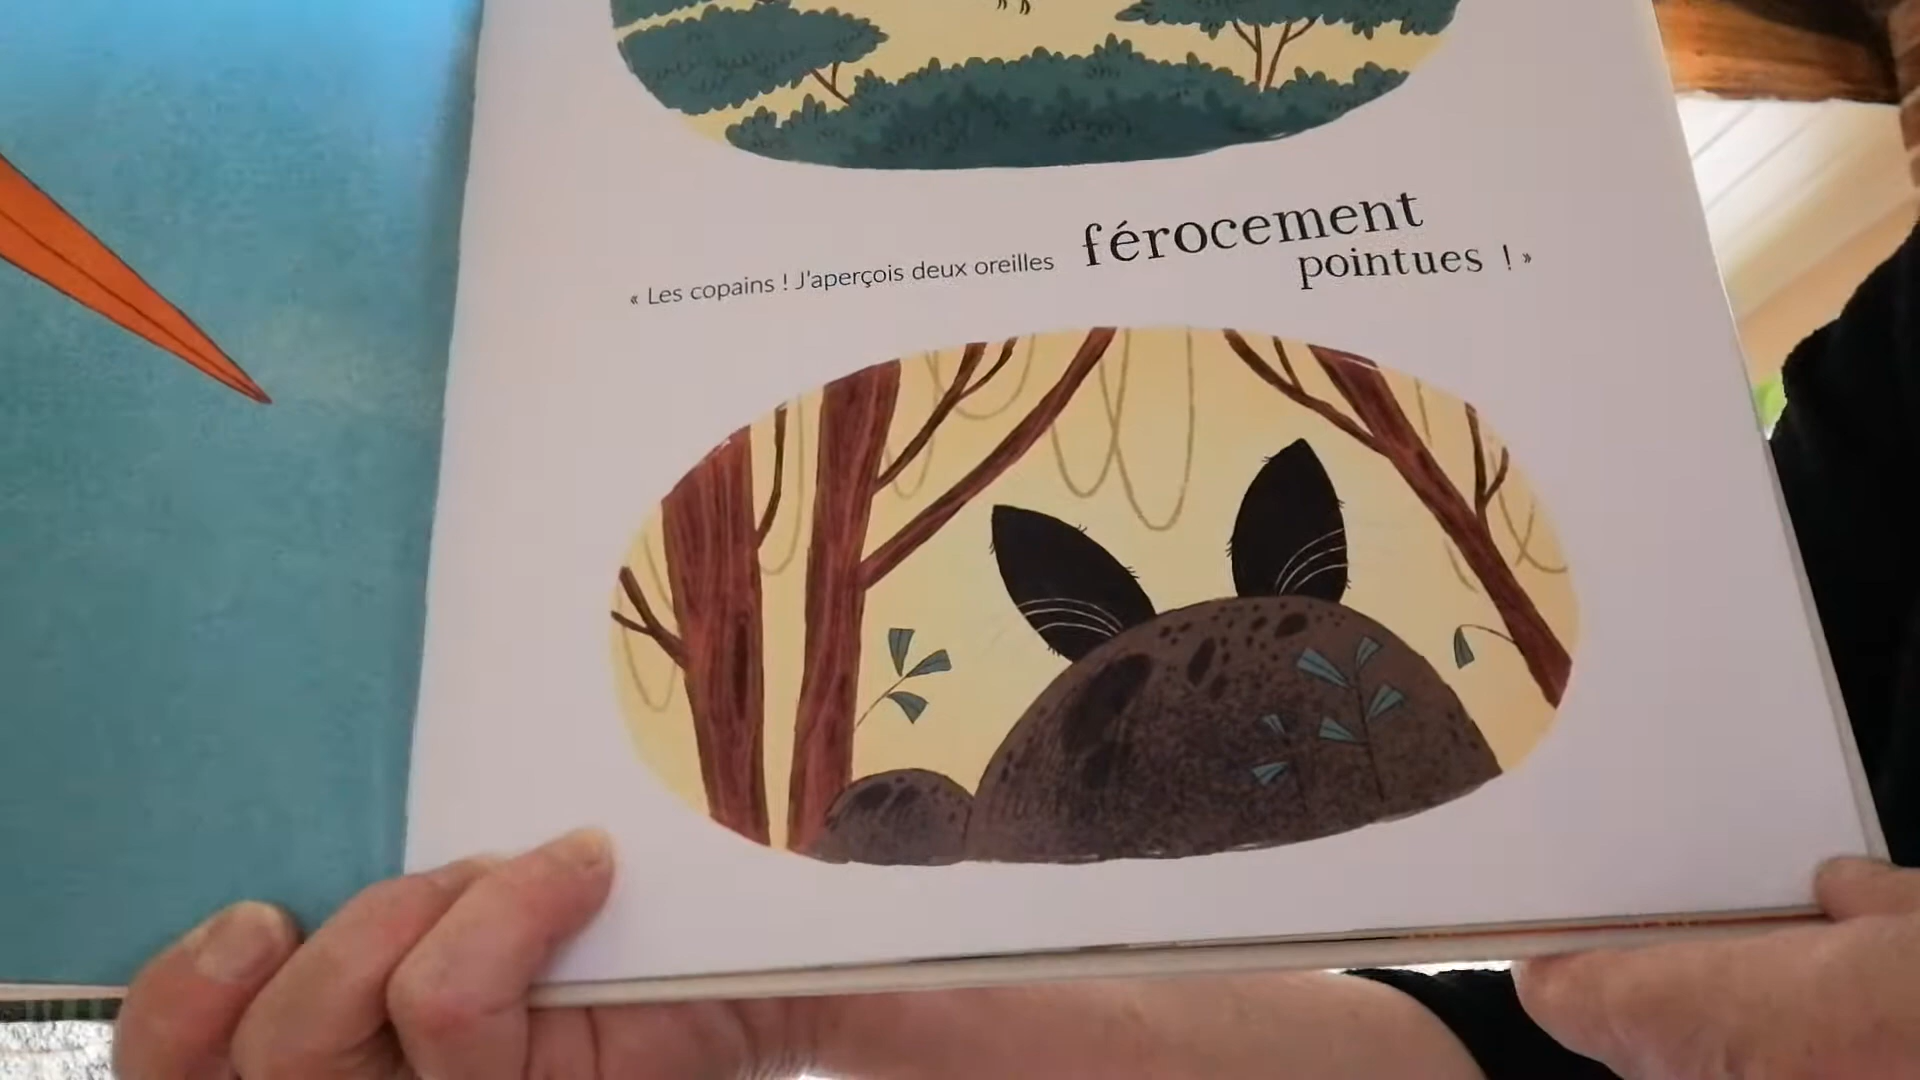 « Les copains ! J'aperçois deux oreilles férocement
pointues ! »